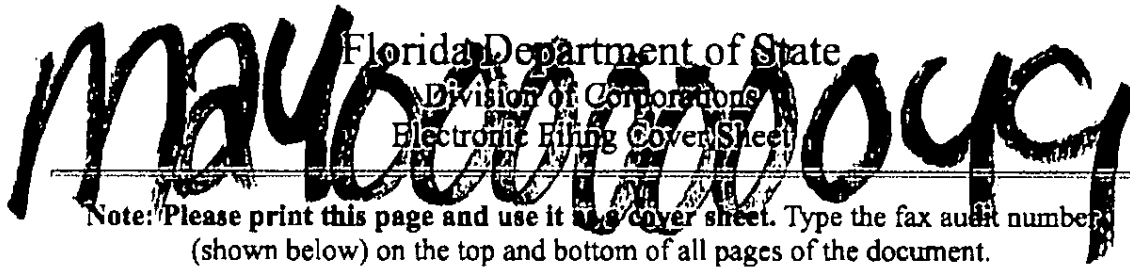 Florida Department of State
Division of Corporations
Electronic Filing Cover Sheet
Note: Please print this page and use it as a cover sheet. Type the fax audit number
(shown below) on the top and bottom of all pages of the document.